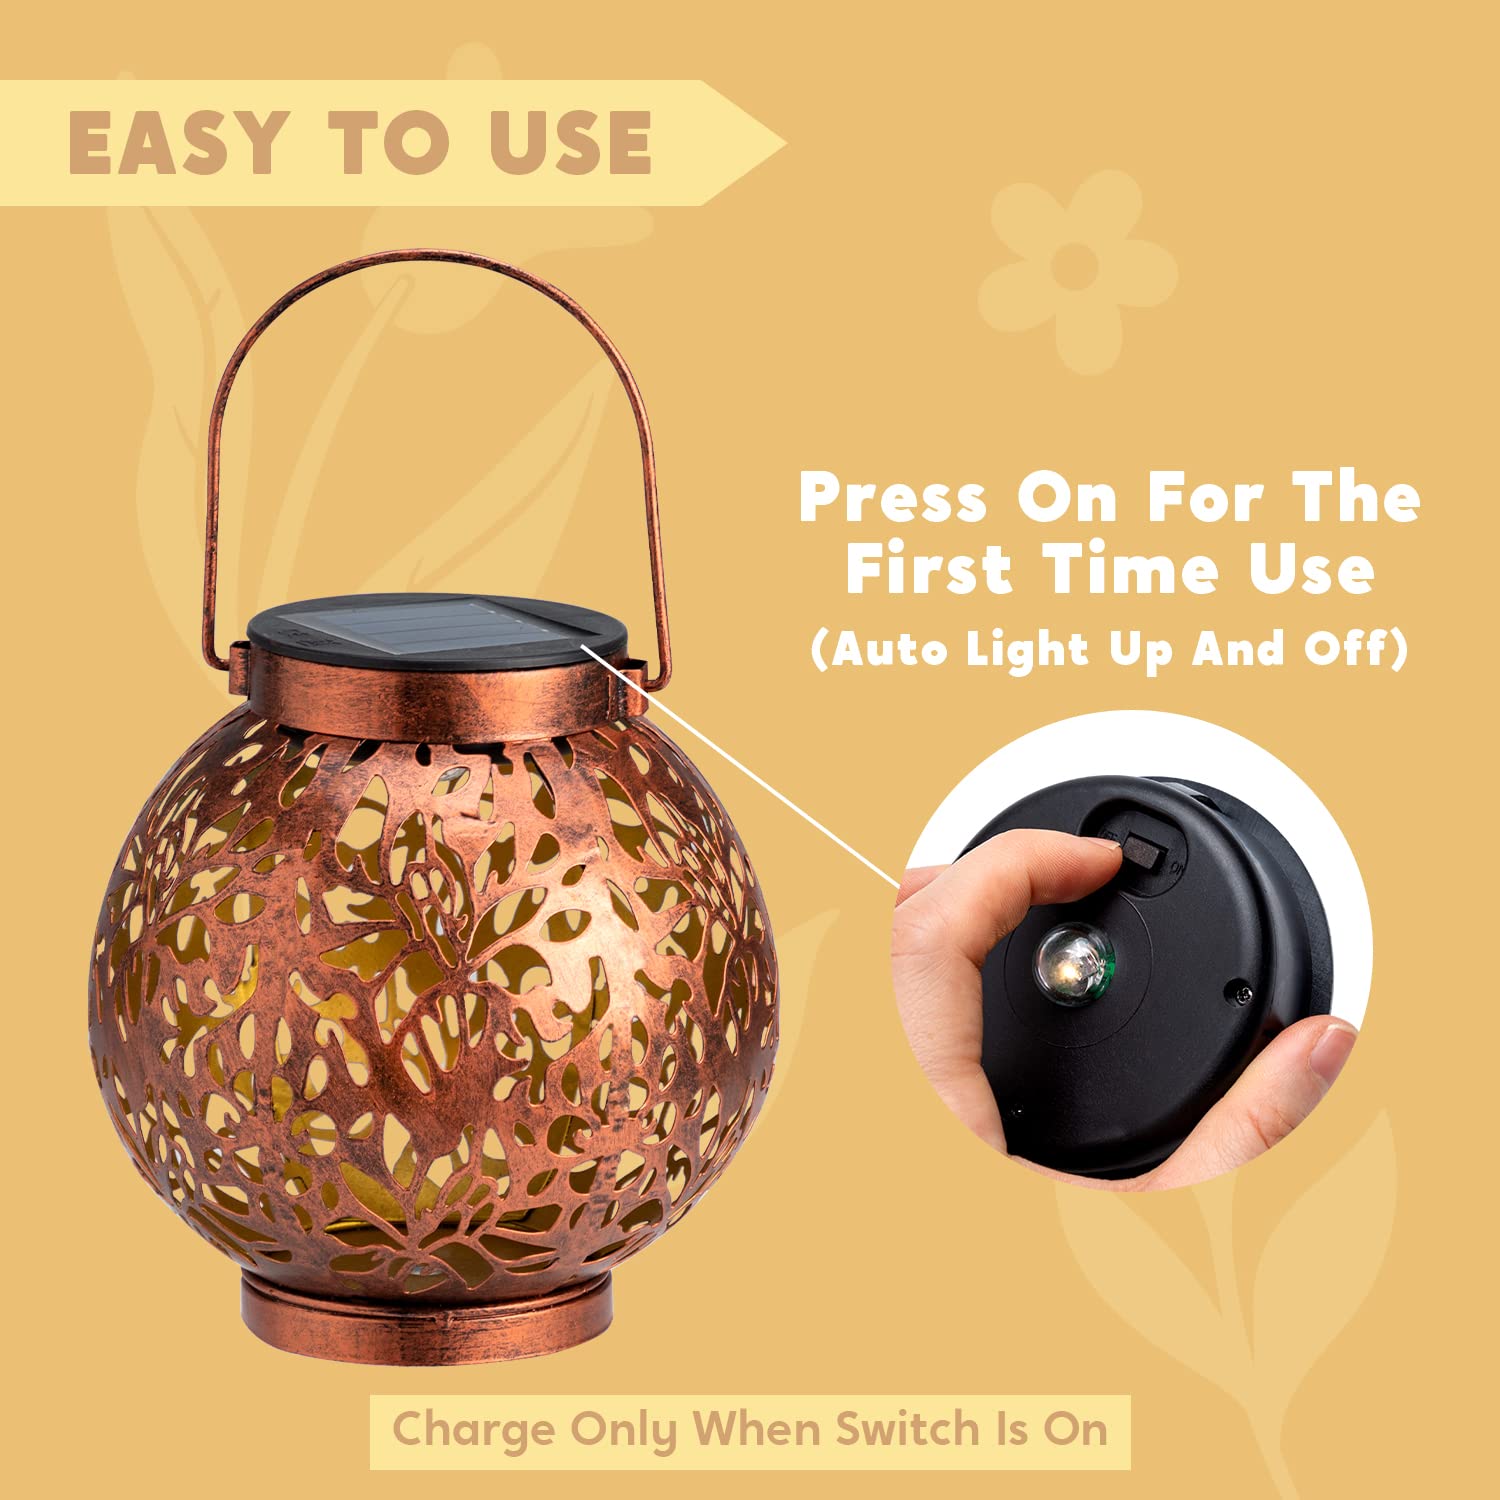 EASY TO USE
Press On For The
First Time Use
(Auto Light Up And Off)
ON
Charge Only When Switch Is On